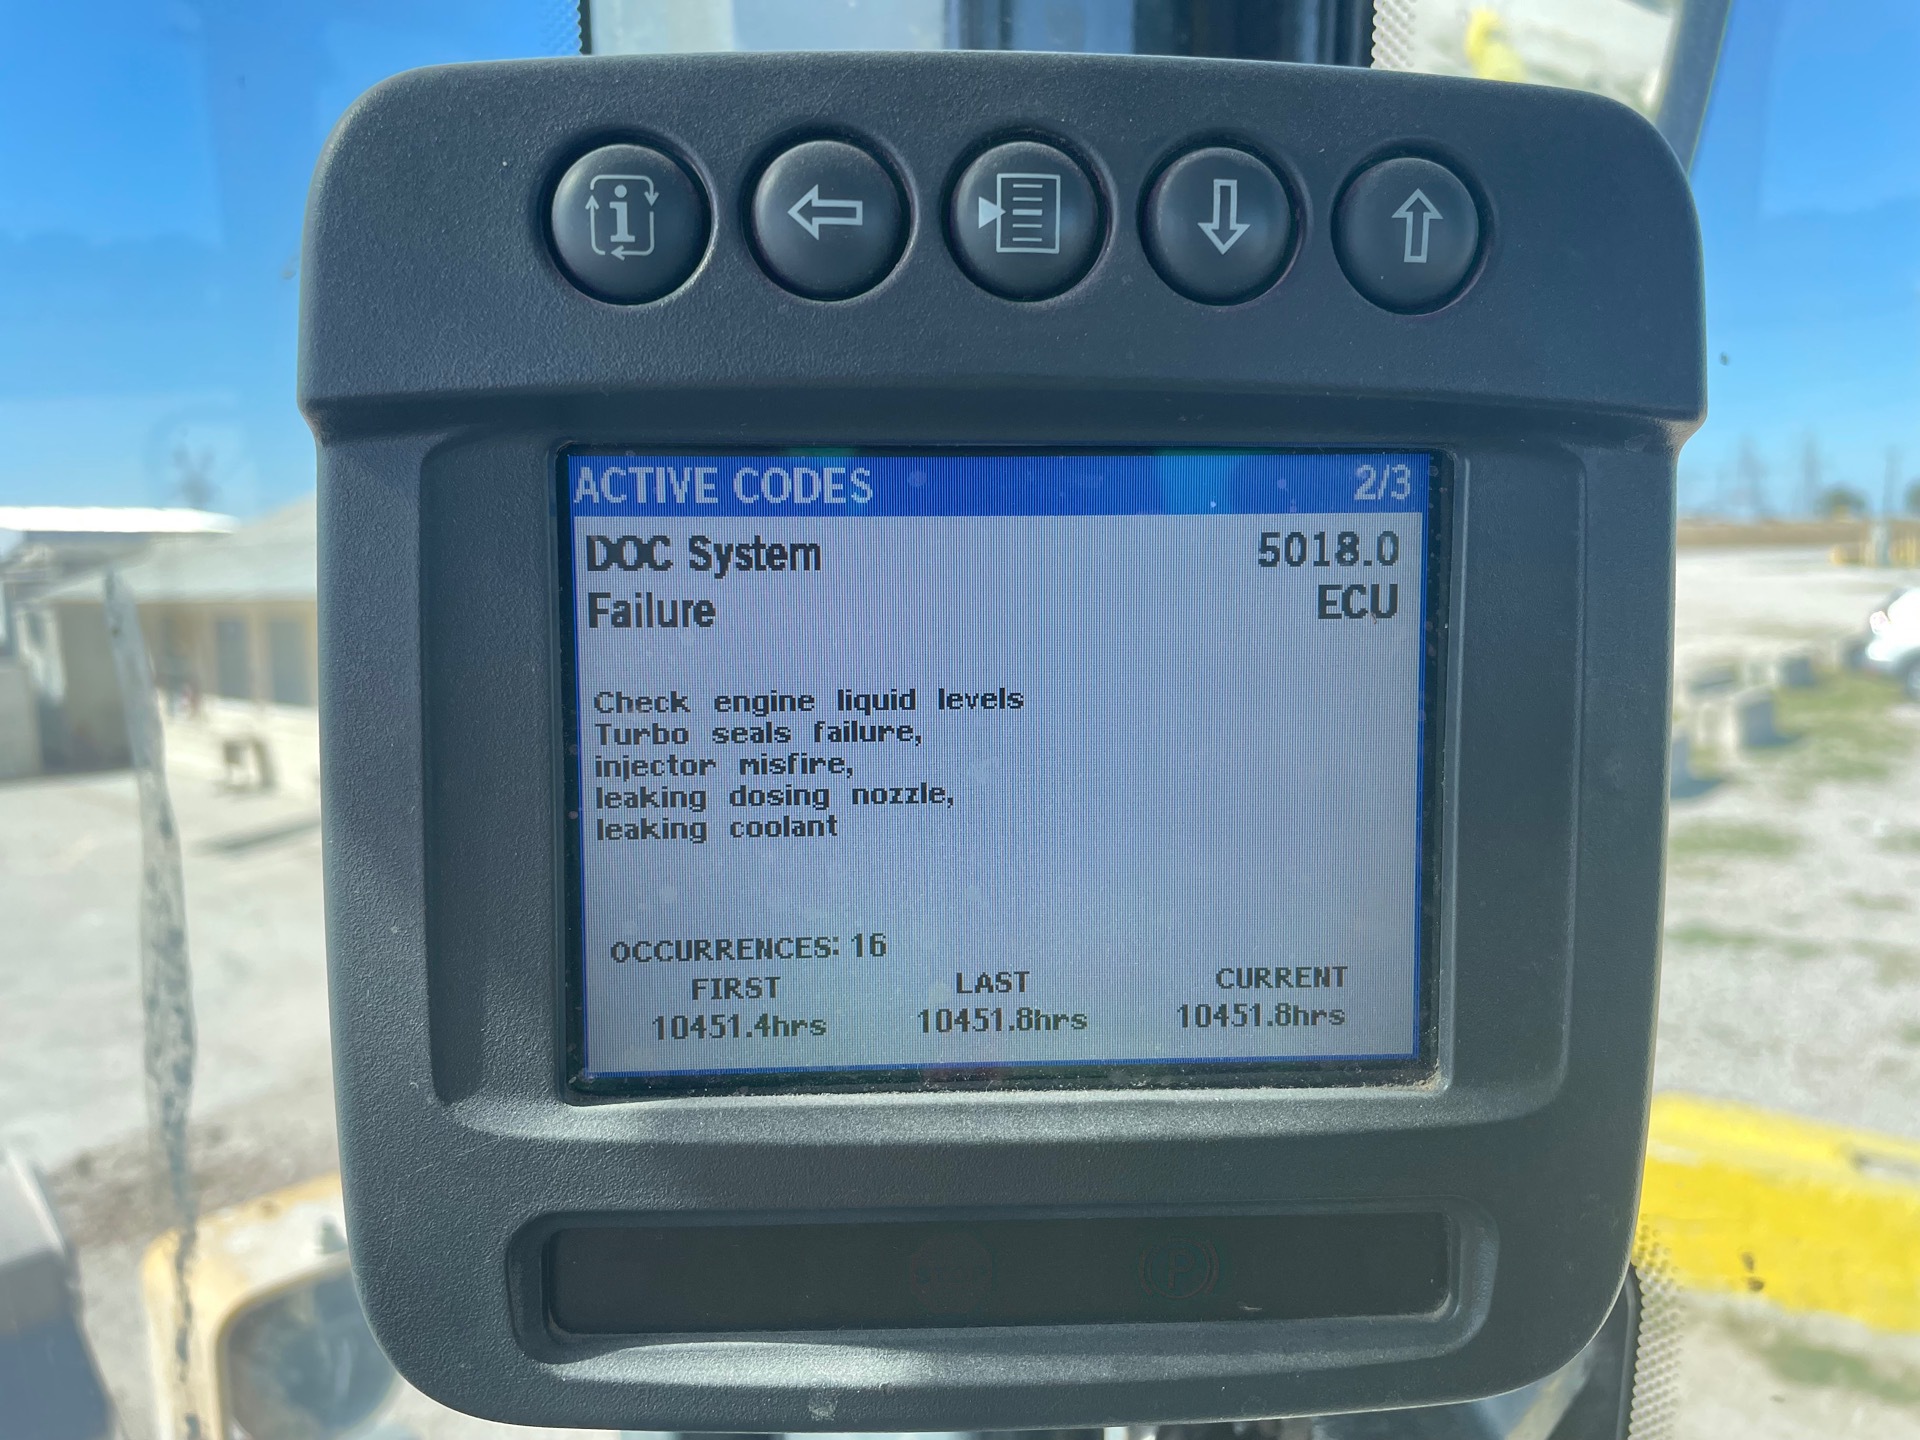 ACTIVE CODES 2/3
DOC System 5018.0
Failure ECU
Check engine liquid levels
Turbo seals failure,
injector misfire,
leaking dosing nozzle,
leaking coolant
OCCURRENCES: 16
FIRST LAST CURRENT
10451.4hrs 10451.8hrs 10451.8hrs